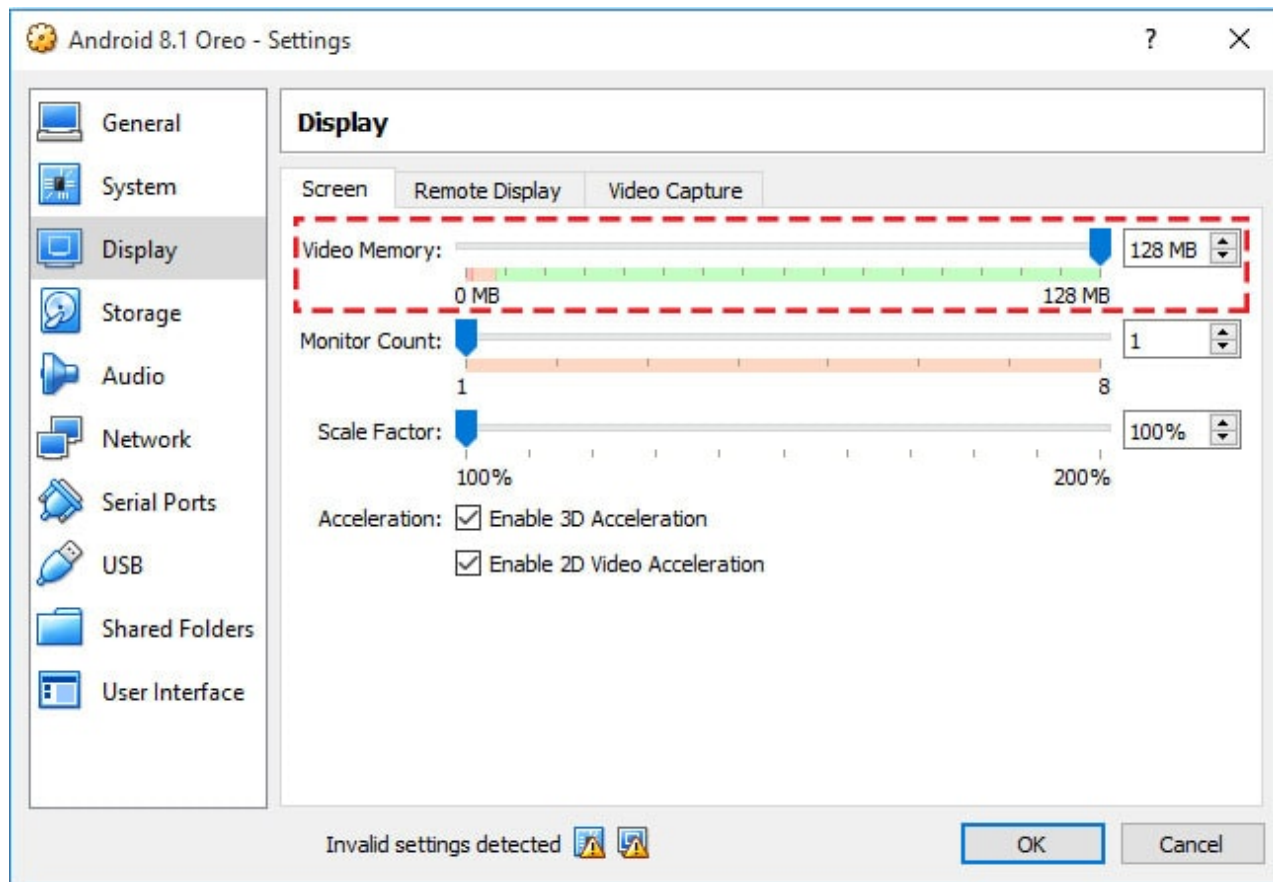 Android 8.1 Oreo - Settings
?
General
System
Display
Storage
Audio
Network
Serial Ports
USB
Shared Folders
User Interface
Display
Screen Remote Display Video Capture
Video Memory: 128 MB
0 MB 128 MB
Monitor Count: 1
1 8
Scale Factor: 100%
100% 200%
Acceleration: Enable 3D Acceleration
Enable 2D Video Acceleration
Invalid settings detected
OK Cancel